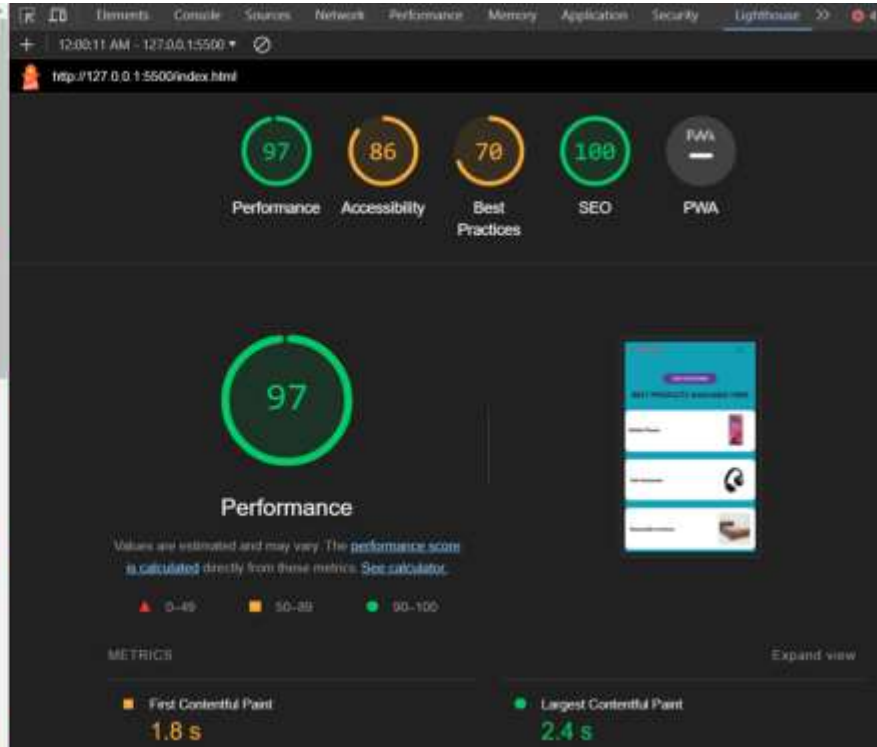 Elements Console Sources Network Performance Memory Application Security Lighthouse
12:00:11 AM - 127.0.0.1:5500
http://127.0.0.1:5500/index.html
97 86 70 100 PWA
Performance Accessibility Best Practices SEO PWA
97
Performance
Values are estimated and may vary. The performance score
is calculated directly from these metrics. See calculator.
0–49 50–89 90–100
METRICS Expand view
First Contentful Paint Largest Contentful Paint
1.8 s 2.4 s